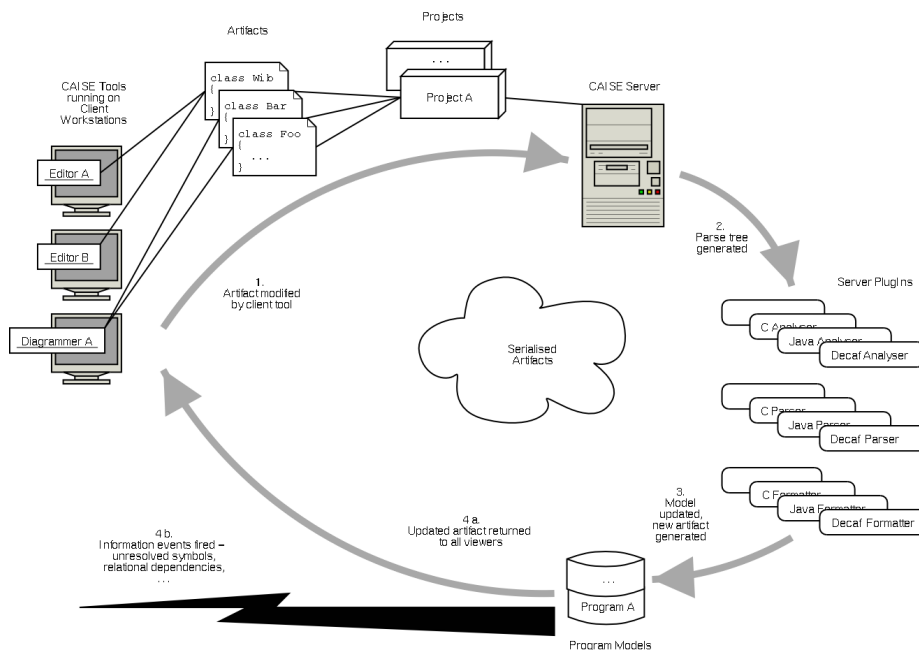 Projects
Artifacts
...
Project A
CAISE Server
CAISE Tools
running on
Client
Workstations
class Wib
{
}
class Bar
{
}
class Foo
{
...
}
Editor A
Editor B
Diagrammer A
1.
Artifact modifed
by client tool
2.
Parse tree
generated
Serialised
Artifacts
Server PlugIns
C Analyser
Java Analyser
Decaf Analyser
C Parser
Java Parser
Decaf Parser
C Formatter
Java Formatter
Decaf Formatter
3.
Model
updated,
new artifact
generated
4a.
Updated artifact returned
to all viewers
4b.
Information events fired –
unresolved symbols,
relational dependencies,
...
...
Program A
Program Models